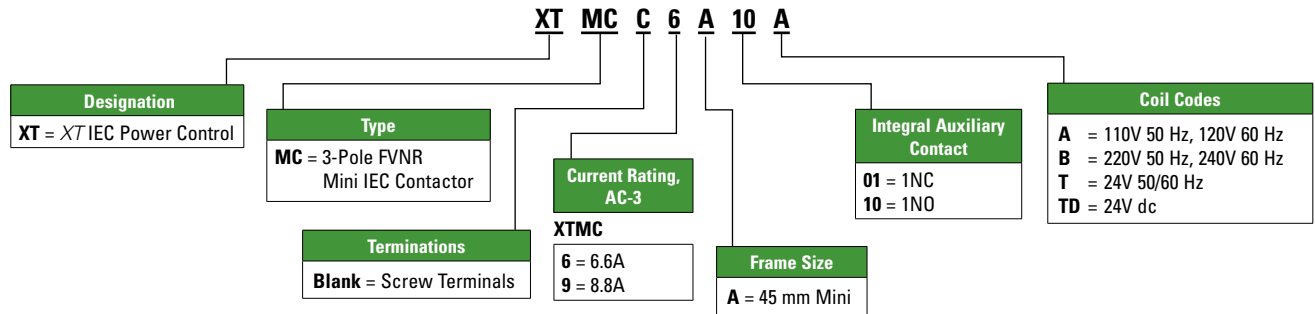 XT MC C 6 A 10 A
Designation
XT = XT IEC Power Control
Type
MC = 3-Pole FVNR
Mini IEC Contactor
Terminations
Blank = Screw Terminals
Current Rating,
AC-3
XTMC
6 = 6.6A
9 = 8.8A
Frame Size
A = 45 mm Mini
Integral Auxiliary
Contact
01 = 1NC
10 = 1NO
Coil Codes
A = 110V 50 Hz, 120V 60 Hz
B = 220V 50 Hz, 240V 60 Hz
T = 24V 50/60 Hz
TD = 24V dc